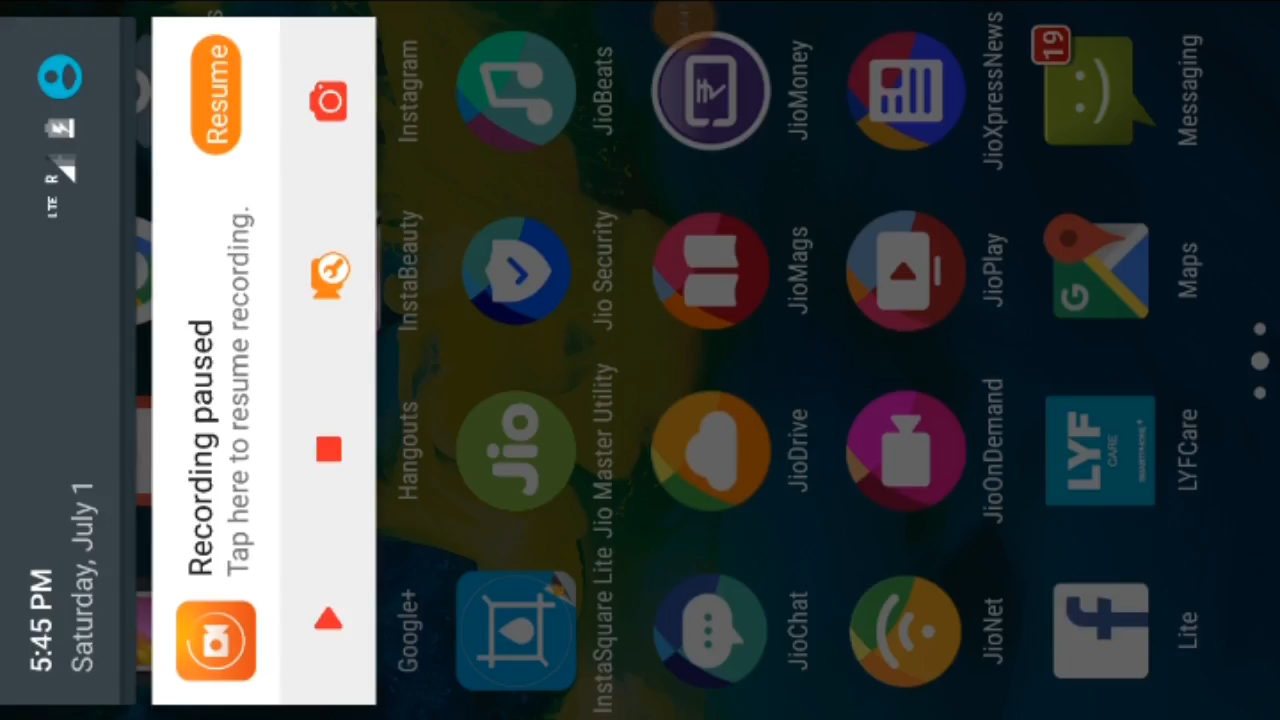 5:45 PM
Saturday, July 1
LTE R
Recording paused
Tap here to resume recording.
Resume
Google+
Hangouts
InstaBeauty
Instagram
InstaSquare Lite
Jio
Jio Master Utility
Jio Security
JioBeats
JioChat
JioDrive
JioMags
₹
JioMoney
JioNet
JioOnDemand
JioPlay
JioXpressNews
f
Lite
LYF
CARE
LYFCare
G
Maps
19
Messaging